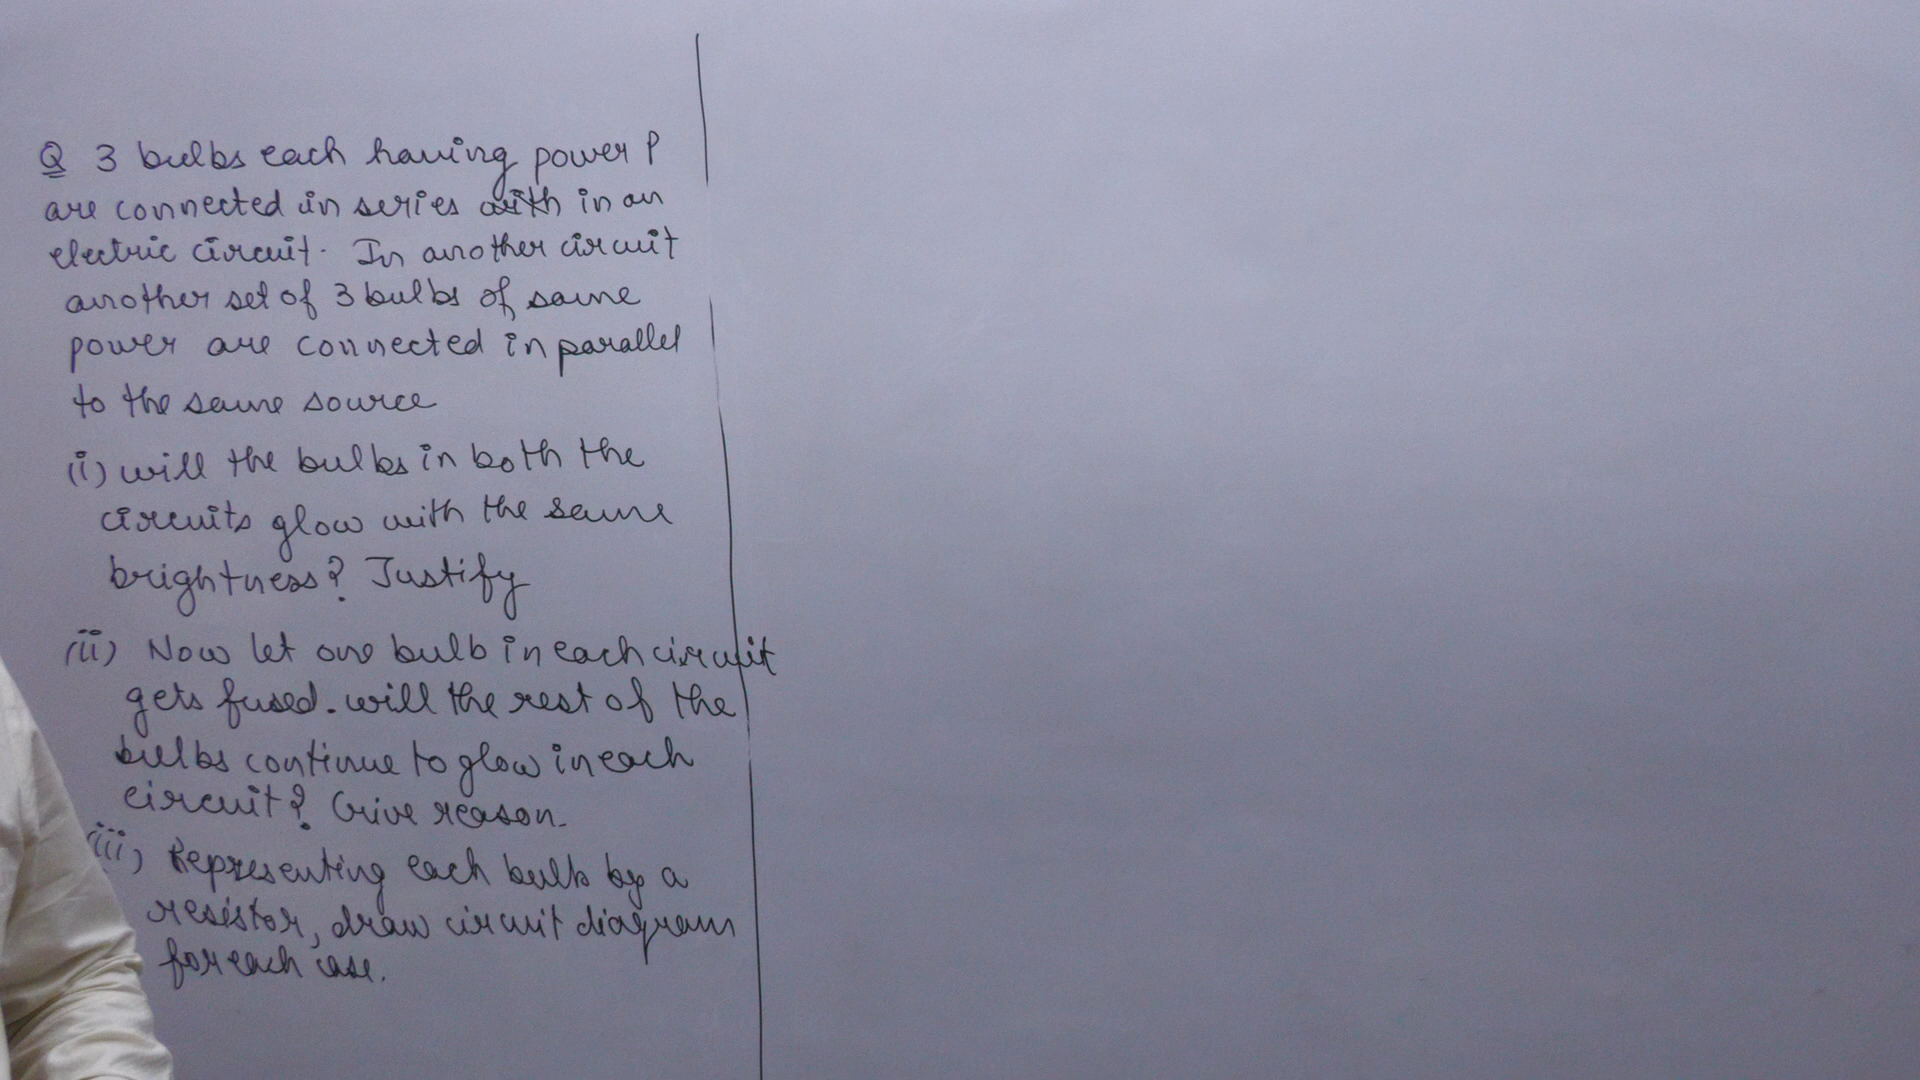 Q 3 bulbs each having power P
are connected in series with in an
electric circuit. In another circuit
another set of 3 bulbs of same
power are connected in parallel
to the same source
(i) will the bulbs in both the
circuits glow with the same
brightness? Justify
(ii) Now let one bulb in each circuit
gets fused. will the rest of the
bulbs continue to glow in each
circuit? Give reason.
(iii) Representing each bulb by a
resistor, draw circuit diagram
for each case.